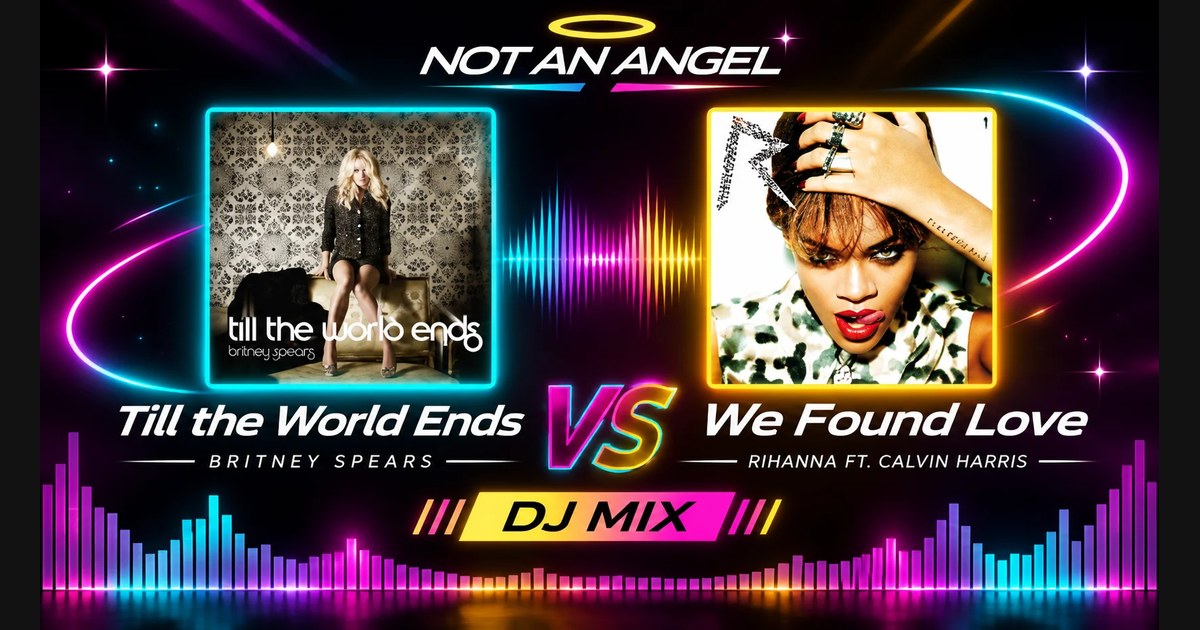 NOT AN ANGEL
till the world ends
britney spears
R
Till the World Ends
BRITNEY SPEARS
VS
We Found Love
RIHANNA FT. CALVIN HARRIS
DJ MIX